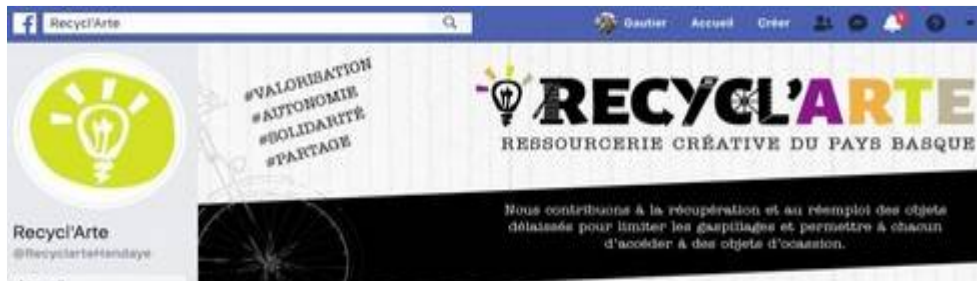 Recycl'Arte
Gautier Accueil Créer
#VALORISATION
#AUTONOMIE
#SOLIDARITÉ
#PARTAGE
RECYCL'ARTE
RESSOURCERIE CRÉATIVE DU PAYS BASQUE
Nous contribuons à la récupération et au réemploi des objets
délaissés pour limiter les gaspillages et permettre à chacun
d'accéder à des objets d'ocassion.
Recycl'Arte
@RecyclarteHendaye